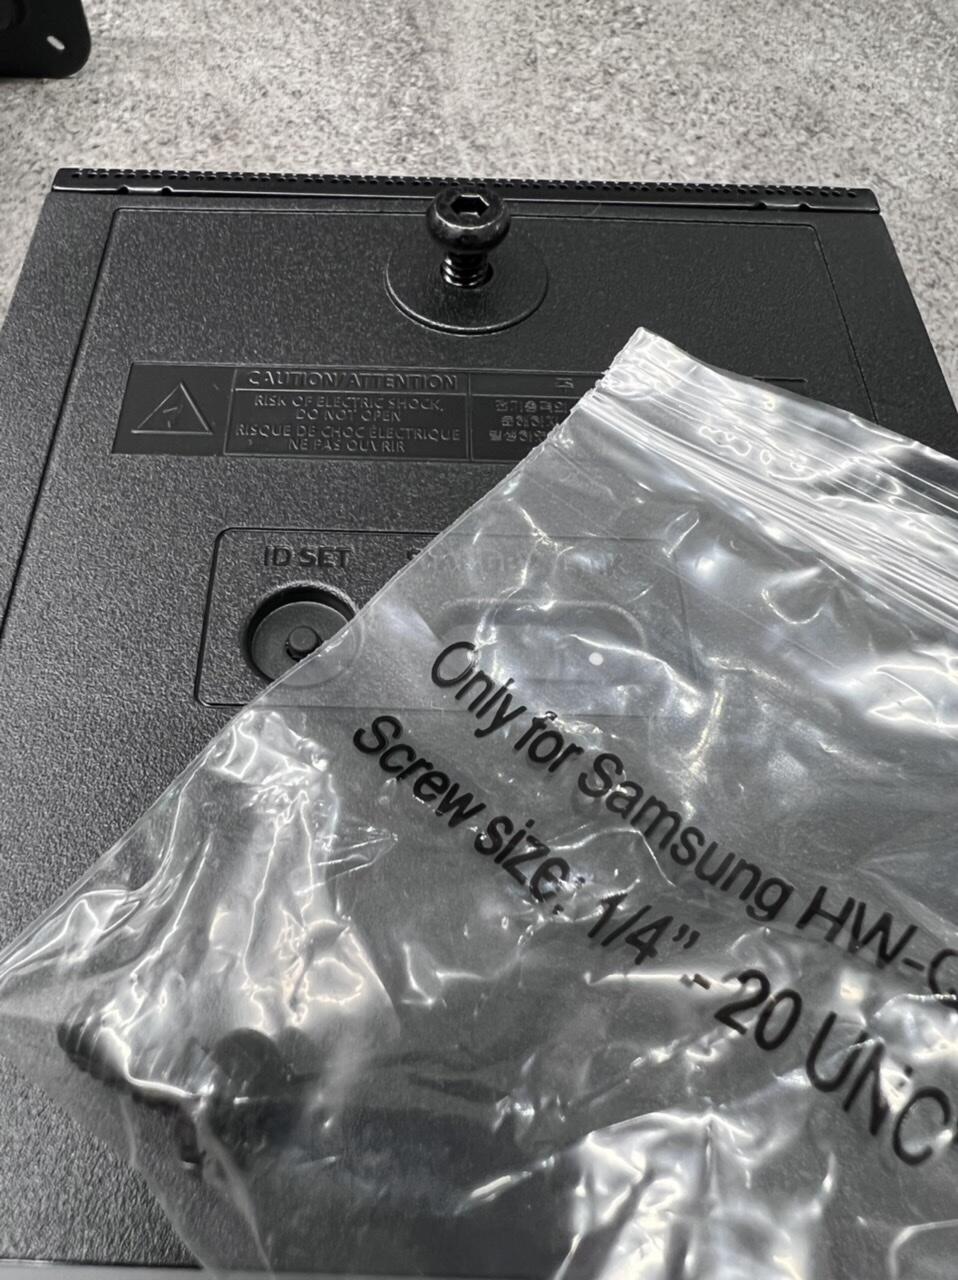 CAUTION/ATTENTION
RISK OF ELECTRIC SHOCK,
DO NOT OPEN
RISQUE DE CHOC ÉLECTRIQUE
NE PAS OUVRIR
ID SET
Only for Samsung HW-
Screw size: 1/4” - 20 UNC